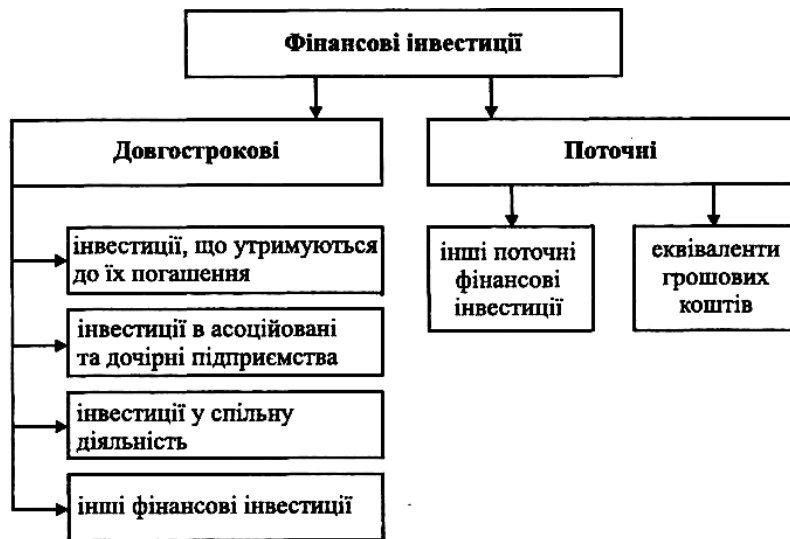 Фінансові інвестиції
Довгострокові
Поточні
інвестиції, що утримуються
до їх погашення
інвестиції в асоційовані
та дочірні підприємства
інвестиції у спільну
діяльність
інші фінансові інвестиції
інші поточні
фінансові
інвестиції
еквіваленти
грошових
коштів